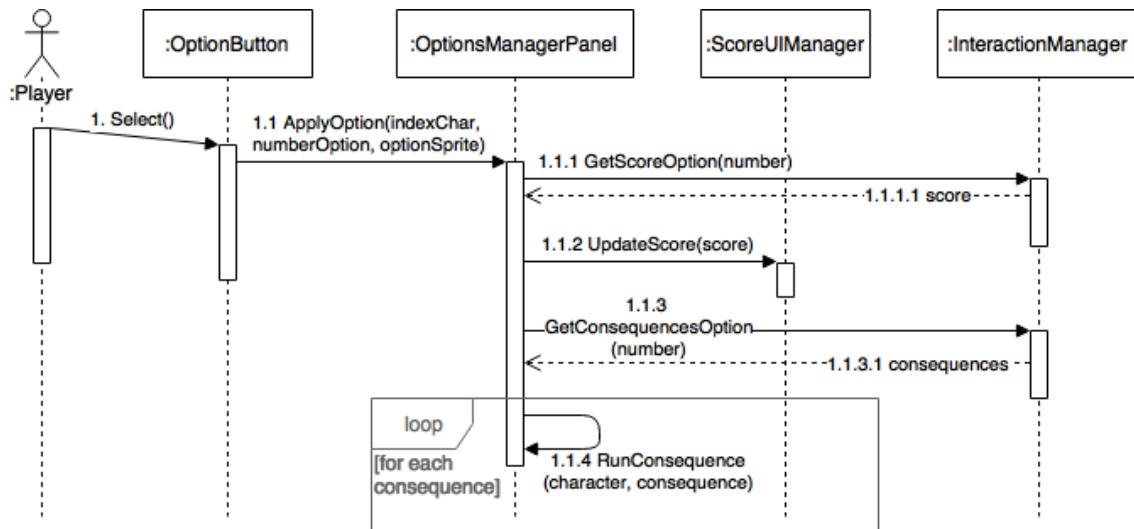 :Player
:OptionButton
:OptionsManagerPanel
:ScoreUIManager
:InteractionManager
1. Select()
1.1 ApplyOption(indexChar,
numberOption, optionSprite)
1.1.1 GetScoreOption(number)
1.1.1.1 score
1.1.2 UpdateScore(score)
1.1.3
GetConsequencesOption
(number)
1.1.3.1 consequences
loop
[for each
consequence]
1.1.4 RunConsequence
(character, consequence)